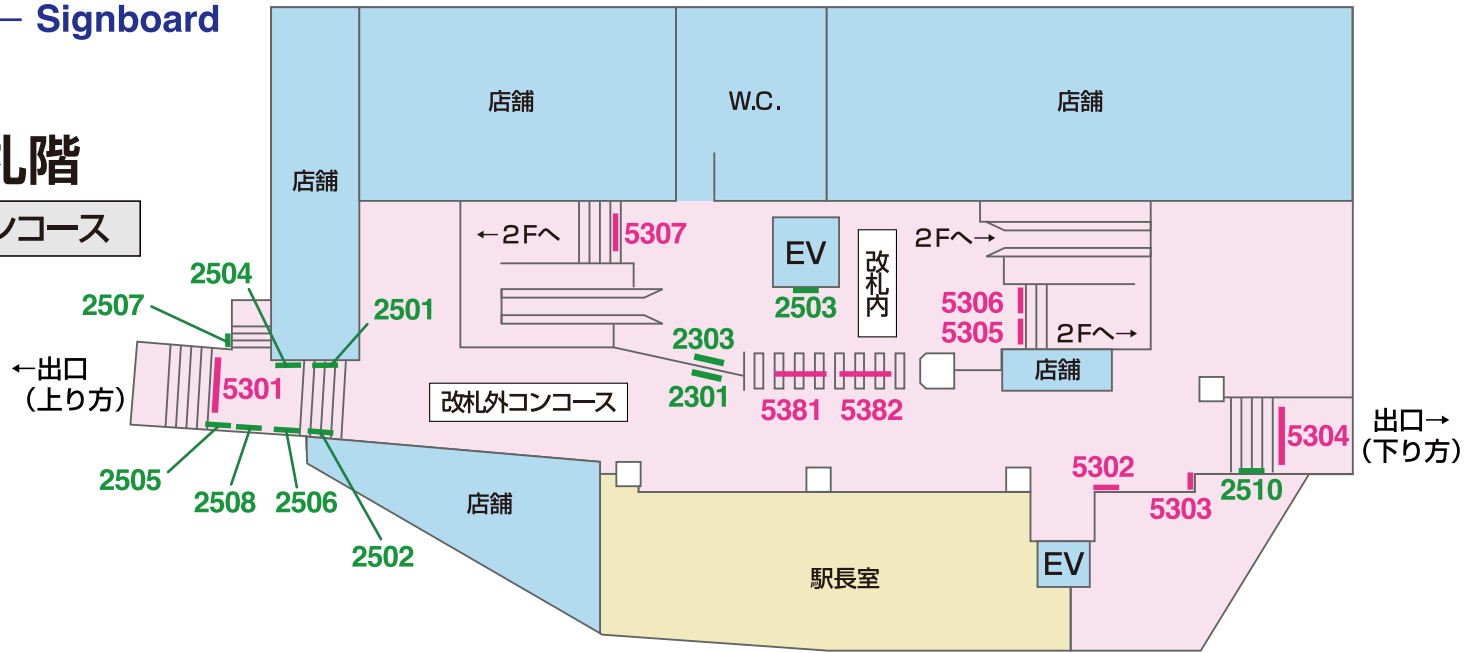 — Signboard
札階
ンコース
店舗
店舗
W.C.
店舗
←2Fへ
5307
EV
2503
改札内
2Fへ→
5306
5305
2Fへ→
店舗
2504
2507
2501
←出口
(上り方)
5301
2303
2301
改札外コンコース
5381
5382
出口→
(下り方)
5304
2510
5302
5303
2505
2508
2506
2502
店舗
駅長室
EV